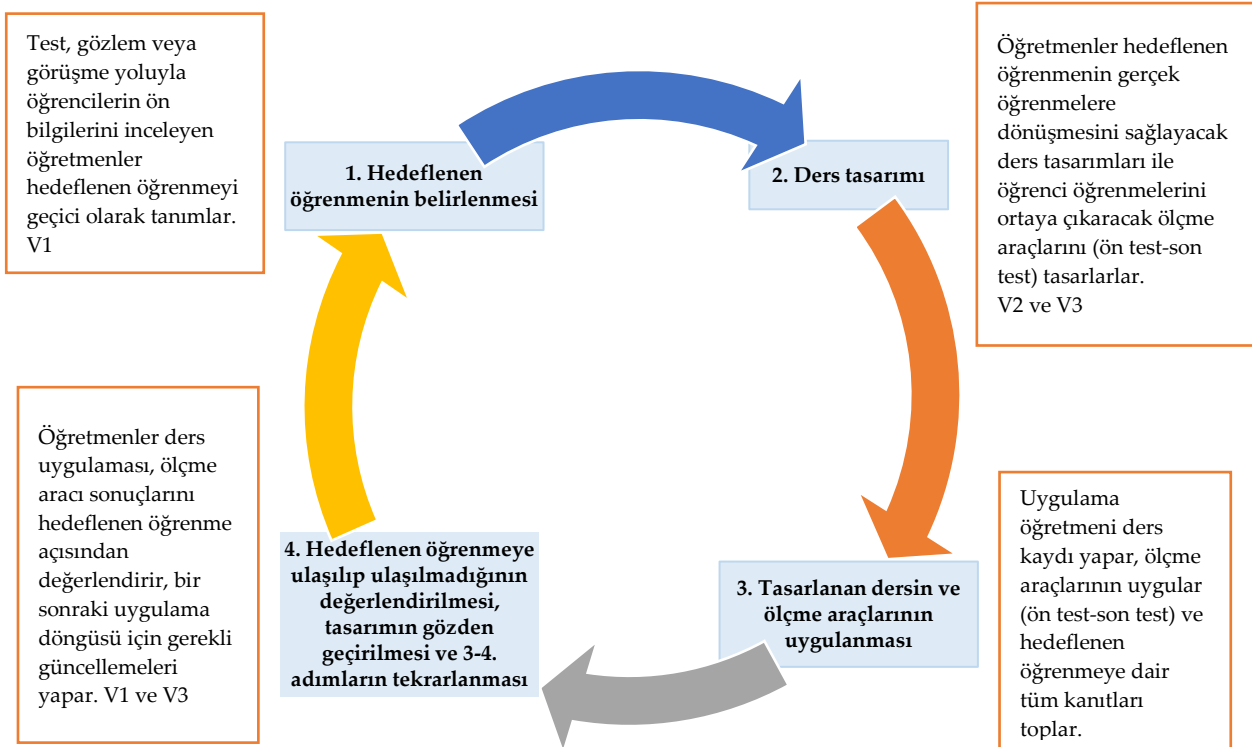 Test, gözlem veya
görüşme yoluyla
öğrencilerin ön
bilgilerini inceleyen
öğretmenler
hedeflenen öğrenmeyi
geçici olarak tanımlar.
V1
1. Hedeflenen
öğrenmenin belirlenmesi
2. Ders tasarımı
Öğretmenler hedeflenen
öğrenmenin gerçek
öğrenmelere
dönüşmesini sağlayacak
ders tasarımları ile
öğrenci öğrenmelerini
ortaya çıkaracak ölçme
araçlarını (ön test-son
test) tasarlarlar.
V2 ve V3
Öğretmenler ders
uygulaması, ölçme
aracı sonuçlarını
hedeflenen öğrenme
açısından
değerlendirir, bir
sonraki uygulama
döngüsü için gerekli
güncellemeleri
yapar. V1 ve V3
4. Hedeflenen öğrenmeye
ulaşılıp ulaşılmadığının
değerlendirilmesi,
tasarımın gözden
geçirilmesi ve 3-4.
adımların tekrarlanması
3. Tasarlanan dersin ve
ölçme araçlarının
uygulanması
Uygulama
öğretmeni ders
kaydı yapar, ölçme
araçlarının uygular
(ön test-son test) ve
hedeflenen
öğrenmeye dair
tüm kanıtları
toplar.